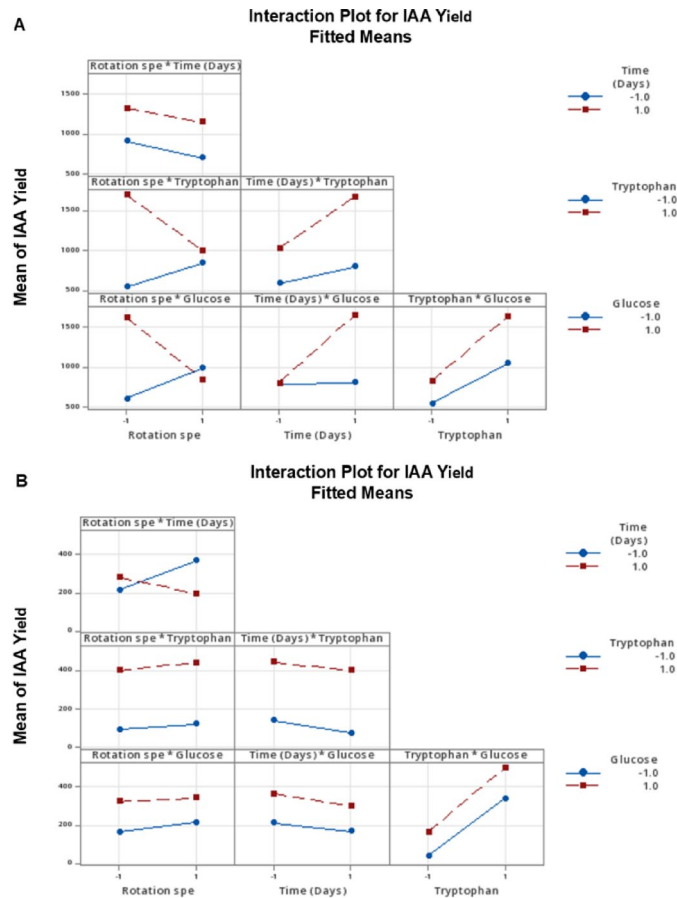 A
Interaction Plot for IAA Yield
Fitted Means
Rotation spe * Time (Days)
Time
(Days)
-1.0
1.0
1500
1000
500
Rotation spe * Tryptophan
Time (Days) * Tryptophan
Tryptophan
-1.0
1.0
1500
1000
500
Mean of IAA Yield
Rotation spe * Glucose
Time (Days) * Glucose
Tryptophan * Glucose
Glucose
-1.0
1.0
1500
1000
500
-1 1 -1 1 -1 1
Rotation spe Time (Days) Tryptophan
B
Interaction Plot for IAA Yield
Fitted Means
Rotation spe * Time (Days)
Time
(Days)
-1.0
1.0
400
200
0
Rotation spe * Tryptophan
Time (Days) * Tryptophan
Tryptophan
-1.0
1.0
400
200
0
Mean of IAA Yield
Rotation spe * Glucose
Time (Days) * Glucose
Tryptophan * Glucose
Glucose
-1.0
1.0
400
200
0
-1 1 -1 1 -1 1
Rotation spe Time (Days) Tryptophan